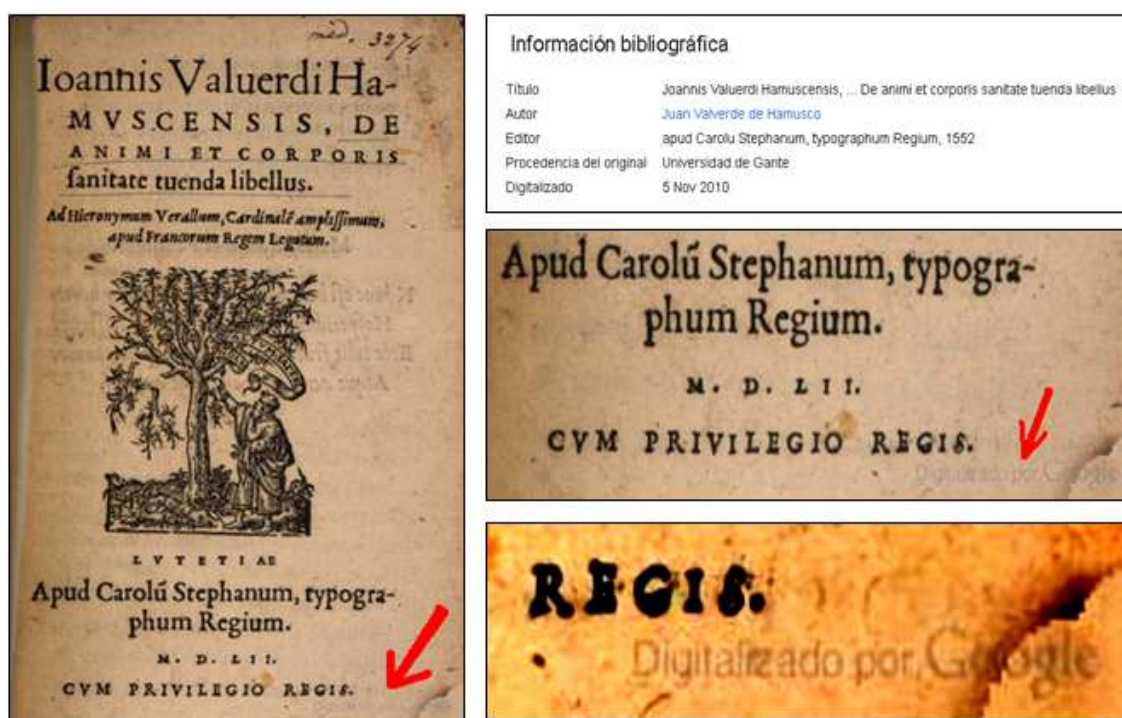 med. 3274
Ioannis Valuerdi Ha-
MVSCENSIS, DE
ANIMI ET CORPORIS
sanitate tuenda libellus.
Ad Hieronymum Verallum, Cardinalē amplissimum,
apud Francorum Regem Legatum.
LVTETIAE
Apud Carolū Stephanum, typogra-
phum Regium.
M. D. LII.
CVM PRIVILEGIO REGIS.
Información bibliográfica
Título Joannis Valuerdi Hamuscensis, ... De animi et corporis sanitate tuenda libellus
Autor Juan Valverde de Hamusco
Editor apud Carolu Stephanum, typographum Regium, 1552
Procedencia del original Universidad de Gante
Digitalizado 5 Nov 2010
Apud Carolū Stephanum, typogra-
phum Regium.
M. D. LII.
CVM PRIVILEGIO REGIS.
Digitalizado por Google
REGIS.
Digitalizado por Google